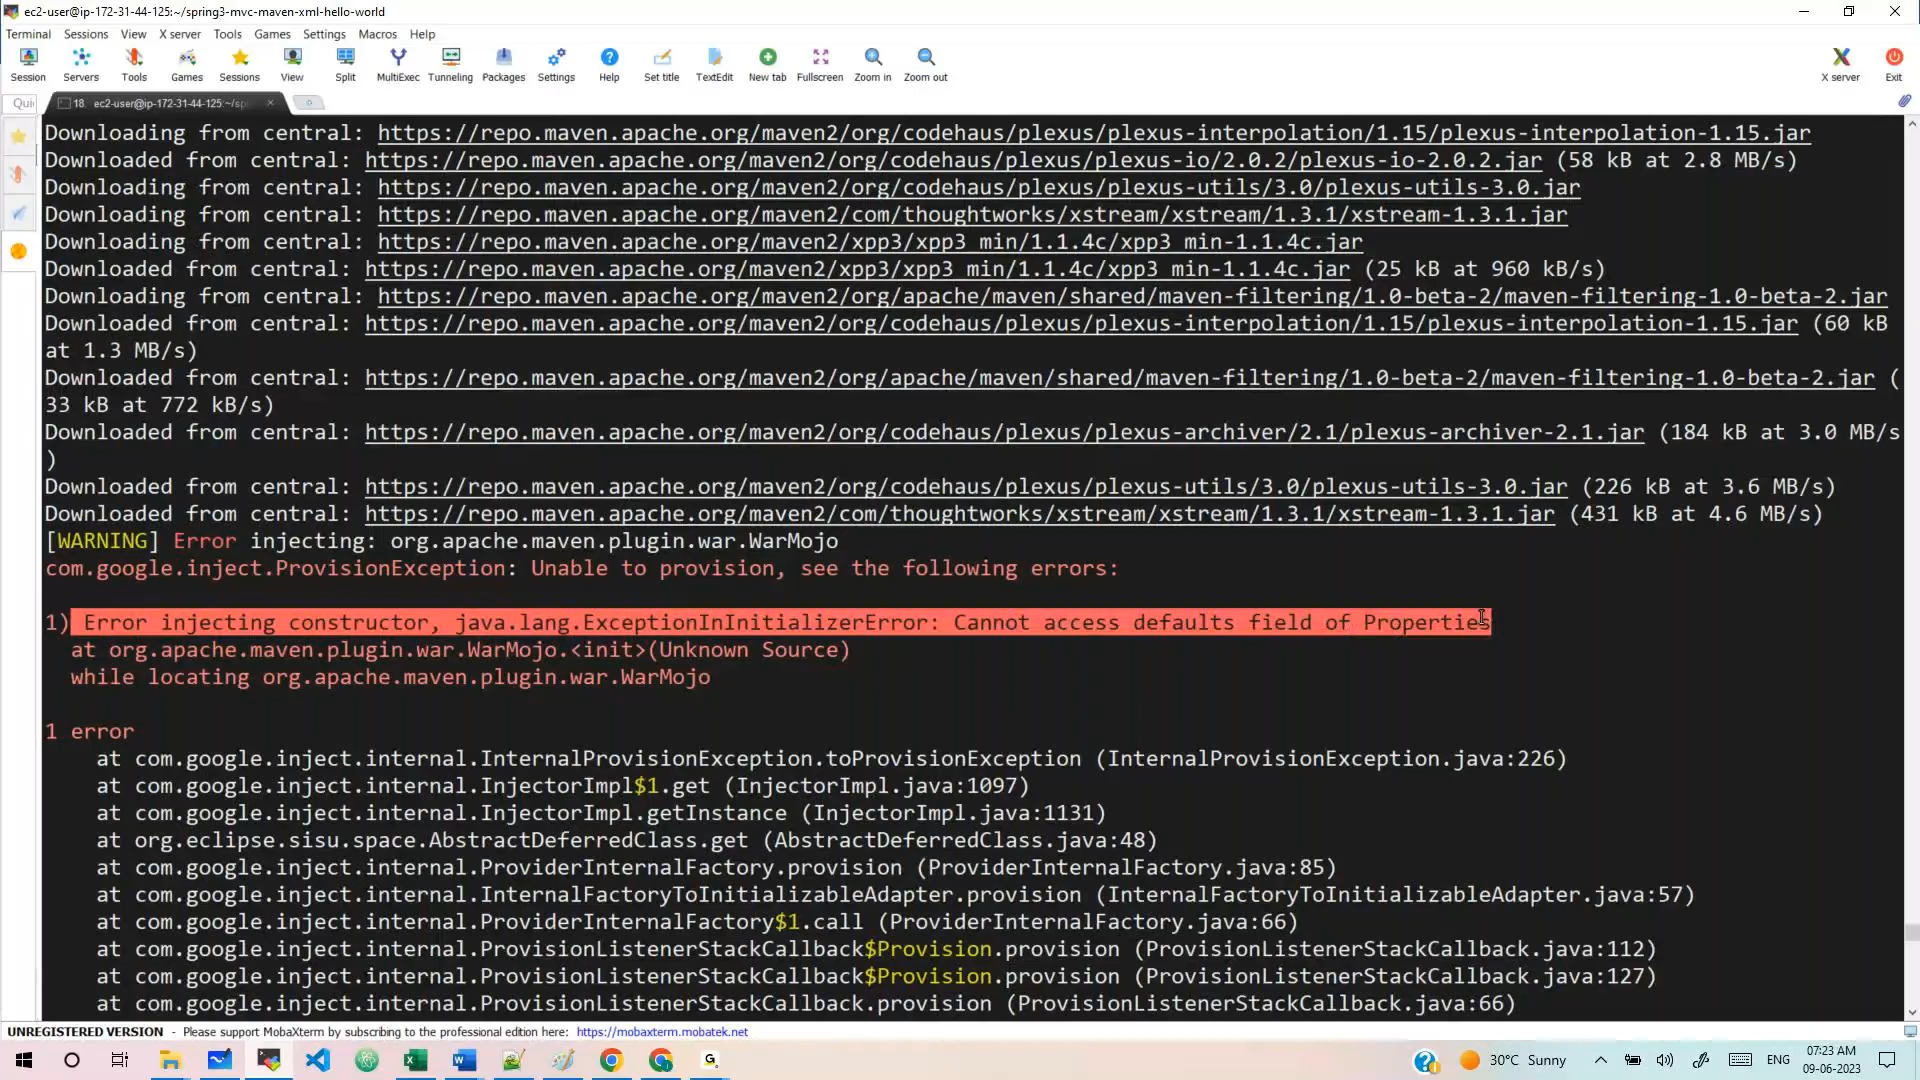 ec2-user@ip-172-31-44-125:~/spring3-mvc-maven-xml-hello-world
Terminal Sessions View X server Tools Games Settings Macros Help
Session Servers Tools Games Sessions View Split MultiExec Tunneling Packages Settings Help Set title TextEdit New tab Fullscreen Zoom in Zoom out X server Exit
Qui 18. ec2-user@ip-172-31-44-125:~/sp
Downloading from central: https://repo.maven.apache.org/maven2/org/codehaus/plexus/plexus-interpolation/1.15/plexus-interpolation-1.15.jar
Downloaded from central: https://repo.maven.apache.org/maven2/org/codehaus/plexus/plexus-io/2.0.2/plexus-io-2.0.2.jar (58 kB at 2.8 MB/s)
Downloading from central: https://repo.maven.apache.org/maven2/org/codehaus/plexus/plexus-utils/3.0/plexus-utils-3.0.jar
Downloading from central: https://repo.maven.apache.org/maven2/com/thoughtworks/xstream/xstream/1.3.1/xstream-1.3.1.jar
Downloading from central: https://repo.maven.apache.org/maven2/xpp3/xpp3_min/1.1.4c/xpp3_min-1.1.4c.jar
Downloaded from central: https://repo.maven.apache.org/maven2/xpp3/xpp3_min/1.1.4c/xpp3_min-1.1.4c.jar (25 kB at 960 kB/s)
Downloading from central: https://repo.maven.apache.org/maven2/org/apache/maven/shared/maven-filtering/1.0-beta-2/maven-filtering-1.0-beta-2.jar
Downloaded from central: https://repo.maven.apache.org/maven2/org/codehaus/plexus/plexus-interpolation/1.15/plexus-interpolation-1.15.jar (60 kB
at 1.3 MB/s)
Downloaded from central: https://repo.maven.apache.org/maven2/org/apache/maven/shared/maven-filtering/1.0-beta-2/maven-filtering-1.0-beta-2.jar (
33 kB at 772 kB/s)
Downloaded from central: https://repo.maven.apache.org/maven2/org/codehaus/plexus/plexus-archiver/2.1/plexus-archiver-2.1.jar (184 kB at 3.0 MB/s
)
Downloaded from central: https://repo.maven.apache.org/maven2/org/codehaus/plexus/plexus-utils/3.0/plexus-utils-3.0.jar (226 kB at 3.6 MB/s)
Downloaded from central: https://repo.maven.apache.org/maven2/com/thoughtworks/xstream/xstream/1.3.1/xstream-1.3.1.jar (431 kB at 4.6 MB/s)
[WARNING] Error injecting: org.apache.maven.plugin.war.WarMojo
com.google.inject.ProvisionException: Unable to provision, see the following errors:
1) Error injecting constructor, java.lang.ExceptionInInitializerError: Cannot access defaults field of Properties
at org.apache.maven.plugin.war.WarMojo.<init>(Unknown Source)
while locating org.apache.maven.plugin.war.WarMojo
1 error
at com.google.inject.internal.InternalProvisionException.toProvisionException (InternalProvisionException.java:226)
at com.google.inject.internal.InjectorImpl$1.get (InjectorImpl.java:1097)
at com.google.inject.internal.InjectorImpl.getInstance (InjectorImpl.java:1131)
at org.eclipse.sisu.space.AbstractDeferredClass.get (AbstractDeferredClass.java:48)
at com.google.inject.internal.ProviderInternalFactory.provision (ProviderInternalFactory.java:85)
at com.google.inject.internal.InternalFactoryToInitializableAdapter.provision (InternalFactoryToInitializableAdapter.java:57)
at com.google.inject.internal.ProviderInternalFactory$1.call (ProviderInternalFactory.java:66)
at com.google.inject.internal.ProvisionListenerStackCallback$Provision.provision (ProvisionListenerStackCallback.java:112)
at com.google.inject.internal.ProvisionListenerStackCallback$Provision.provision (ProvisionListenerStackCallback.java:127)
at com.google.inject.internal.ProvisionListenerStackCallback.provision (ProvisionListenerStackCallback.java:66)
UNREGISTERED VERSION - Please support MobaXterm by subscribing to the professional edition here: https://mobaxterm.mobatek.net
30°C Sunny ENG 07:23 AM
09-06-2023